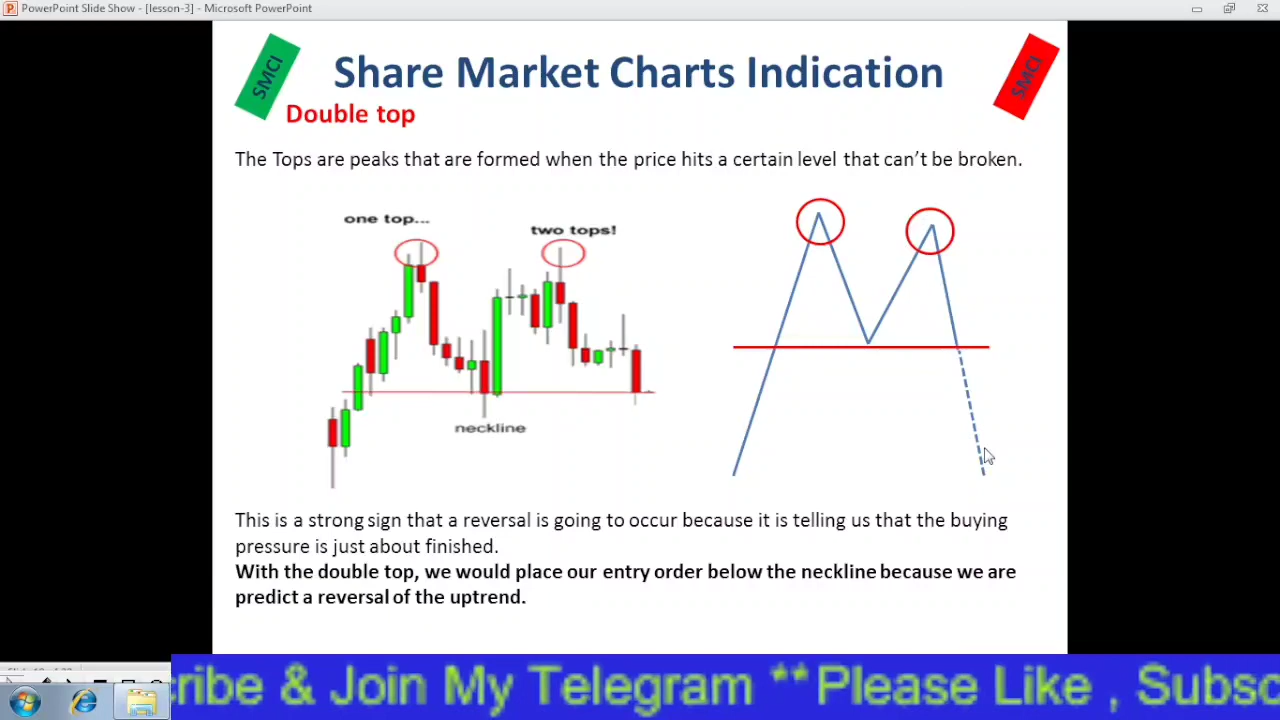 PowerPoint Slide Show - [lesson-3] - Microsoft PowerPoint
SMCI
Share Market Charts Indication
SMCI
Double top
The Tops are peaks that are formed when the price hits a certain level that can’t be broken.
one top...
two tops!
neckline
This is a strong sign that a reversal is going to occur because it is telling us that the buying
pressure is just about finished.
With the double top, we would place our entry order below the neckline because we are
predict a reversal of the uptrend.
cribe & Join My Telegram **Please Like , Subsc